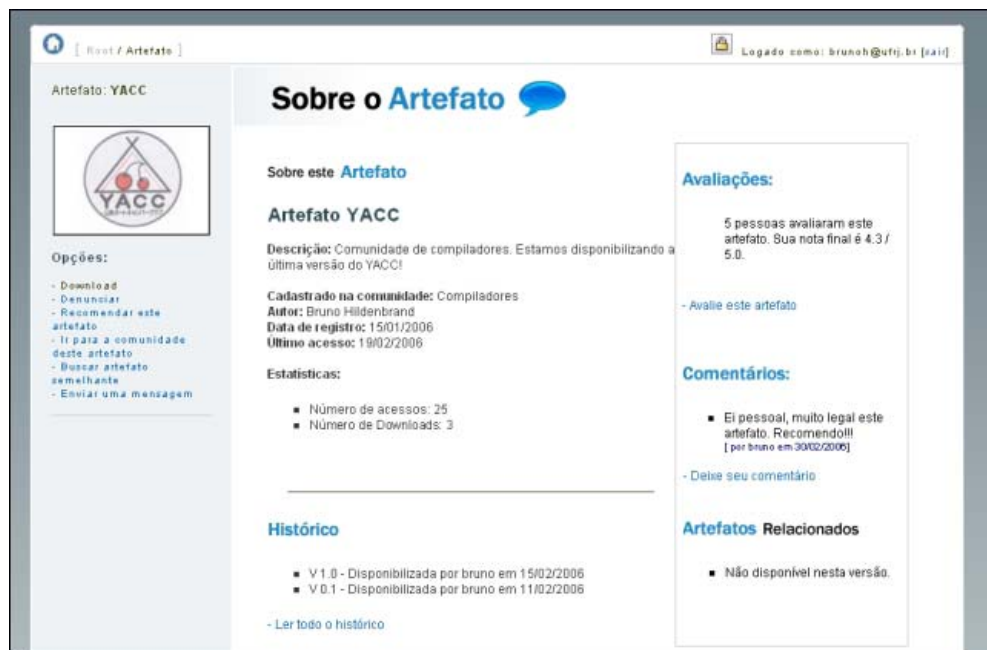 [ Root / Artefato ]
Logado como: brunoh@ufrj.br [sair]
Artefato: YACC
YACC
Opções:
- Download
- Denunciar
- Recomendar este
artefato
- Ir para a comunidade
deste artefato
- Buscar artefato
semelhante
- Enviar uma mensagem
Sobre o Artefato
Sobre este Artefato
Artefato YACC
Descrição: Comunidade de compiladores. Estamos disponibilizando a
última versão do YACC!
Cadastrado na comunidade: Compiladores
Autor: Bruno Hildenbrand
Data de registro: 15/01/2006
Último acesso: 19/02/2006
Estatísticas:
Número de acessos: 25
Número de Downloads: 3
Histórico
V 1.0 - Disponibilizada por bruno em 15/02/2006
V 0.1 - Disponibilizada por bruno em 11/02/2006
- Ler todo o histórico
Avaliações:
5 pessoas avaliaram este
artefato. Sua nota final é 4.3 /
5.0.
- Avalie este artefato
Comentários:
Ei pessoal, muito legal este
artefato. Recomendo!!!
[ por bruno em 30/02/2006]
- Deixe seu comentário
Artefatos Relacionados
Não disponível nesta versão.